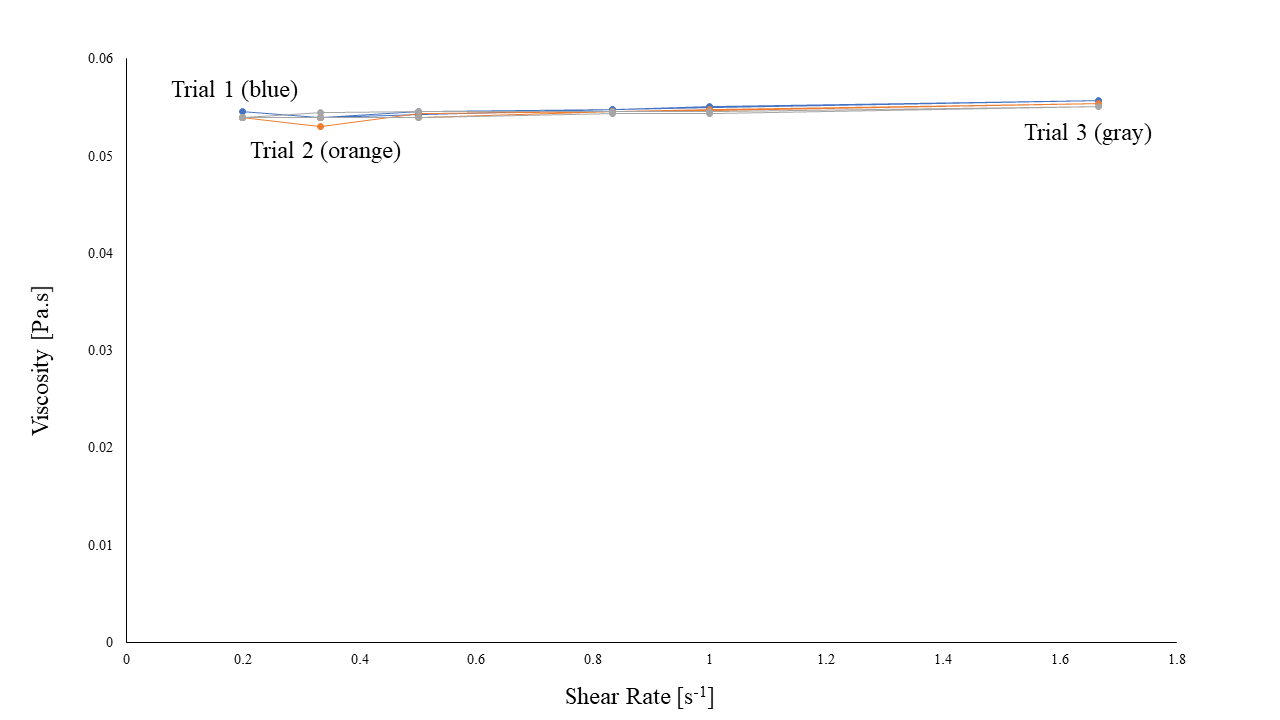 0.06
Trial 1 (blue)
Trial 3 (gray)
Trial 2 (orange)
0.05
0.04
0.03
0.02
0.01
0
Viscosity [Pa.s]
0 0.2 0.4 0.6 0.8 1 1.2 1.4 1.6 1.8
Shear Rate [s⁻¹]